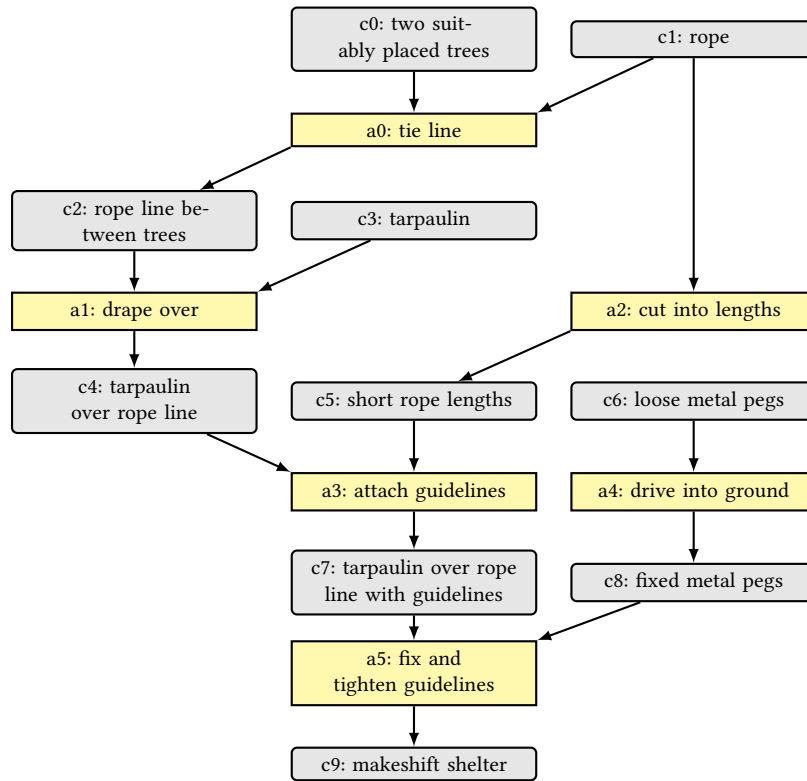 c0: two suit-
ably placed trees
c1: rope
a0: tie line
c2: rope line be-
tween trees
c3: tarpaulin
a1: drape over
a2: cut into lengths
c4: tarpaulin
over rope line
c5: short rope lengths
c6: loose metal pegs
a3: attach guidelines
a4: drive into ground
c7: tarpaulin over rope
line with guidelines
c8: fixed metal pegs
a5: fix and
tighten guidelines
c9: makeshift shelter